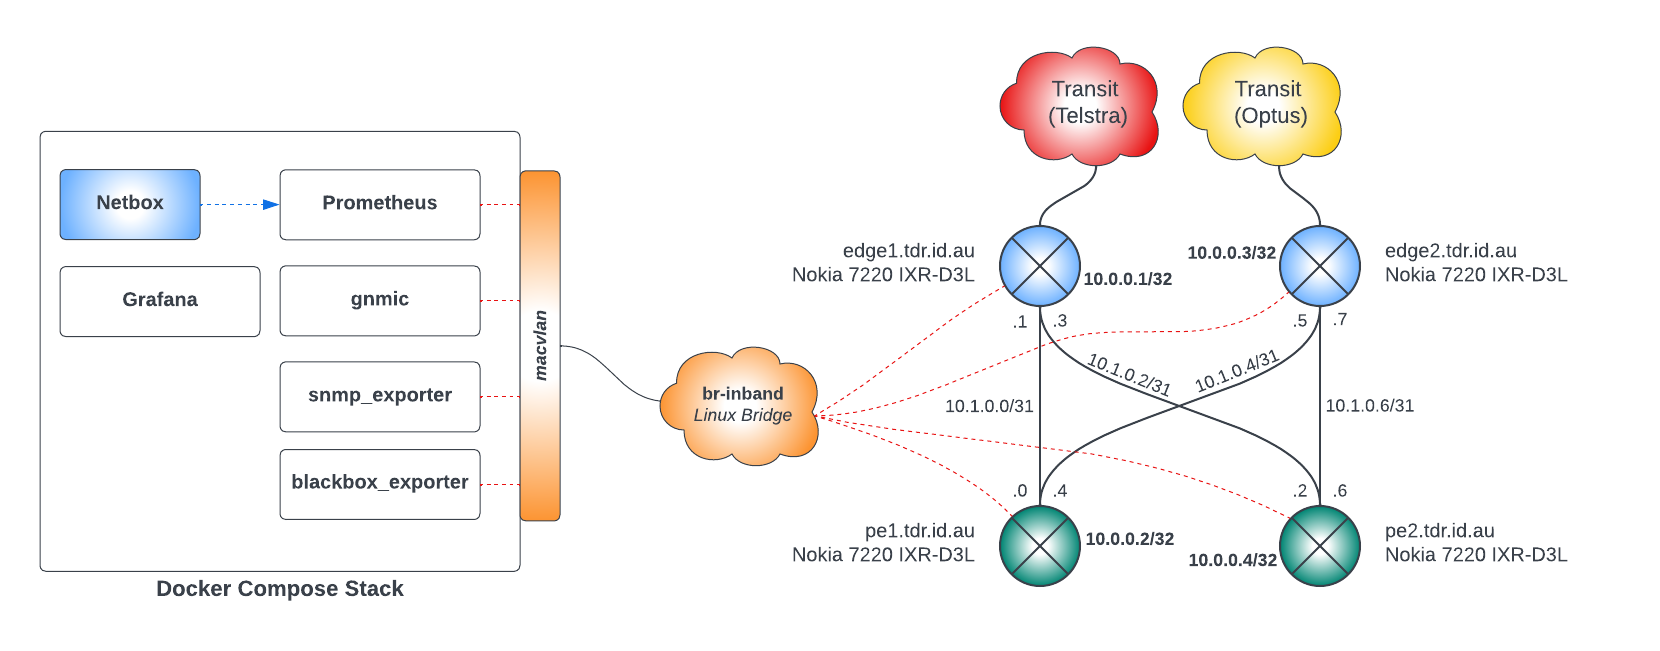 Transit
(Telstra)
Transit
(Optus)
Netbox
Prometheus
Grafana
gnmic
snmp_exporter
blackbox_exporter
macvlan
Docker Compose Stack
br-inband
Linux Bridge
edge1.tdr.id.au
Nokia 7220 IXR-D3L
10.0.0.1/32
10.0.0.3/32
edge2.tdr.id.au
Nokia 7220 IXR-D3L
.1
.3
.5
.7
10.1.0.2/31
10.1.0.4/31
10.1.0.0/31
10.1.0.6/31
.0
.4
.2
.6
pe1.tdr.id.au
Nokia 7220 IXR-D3L
10.0.0.2/32
10.0.0.4/32
pe2.tdr.id.au
Nokia 7220 IXR-D3L